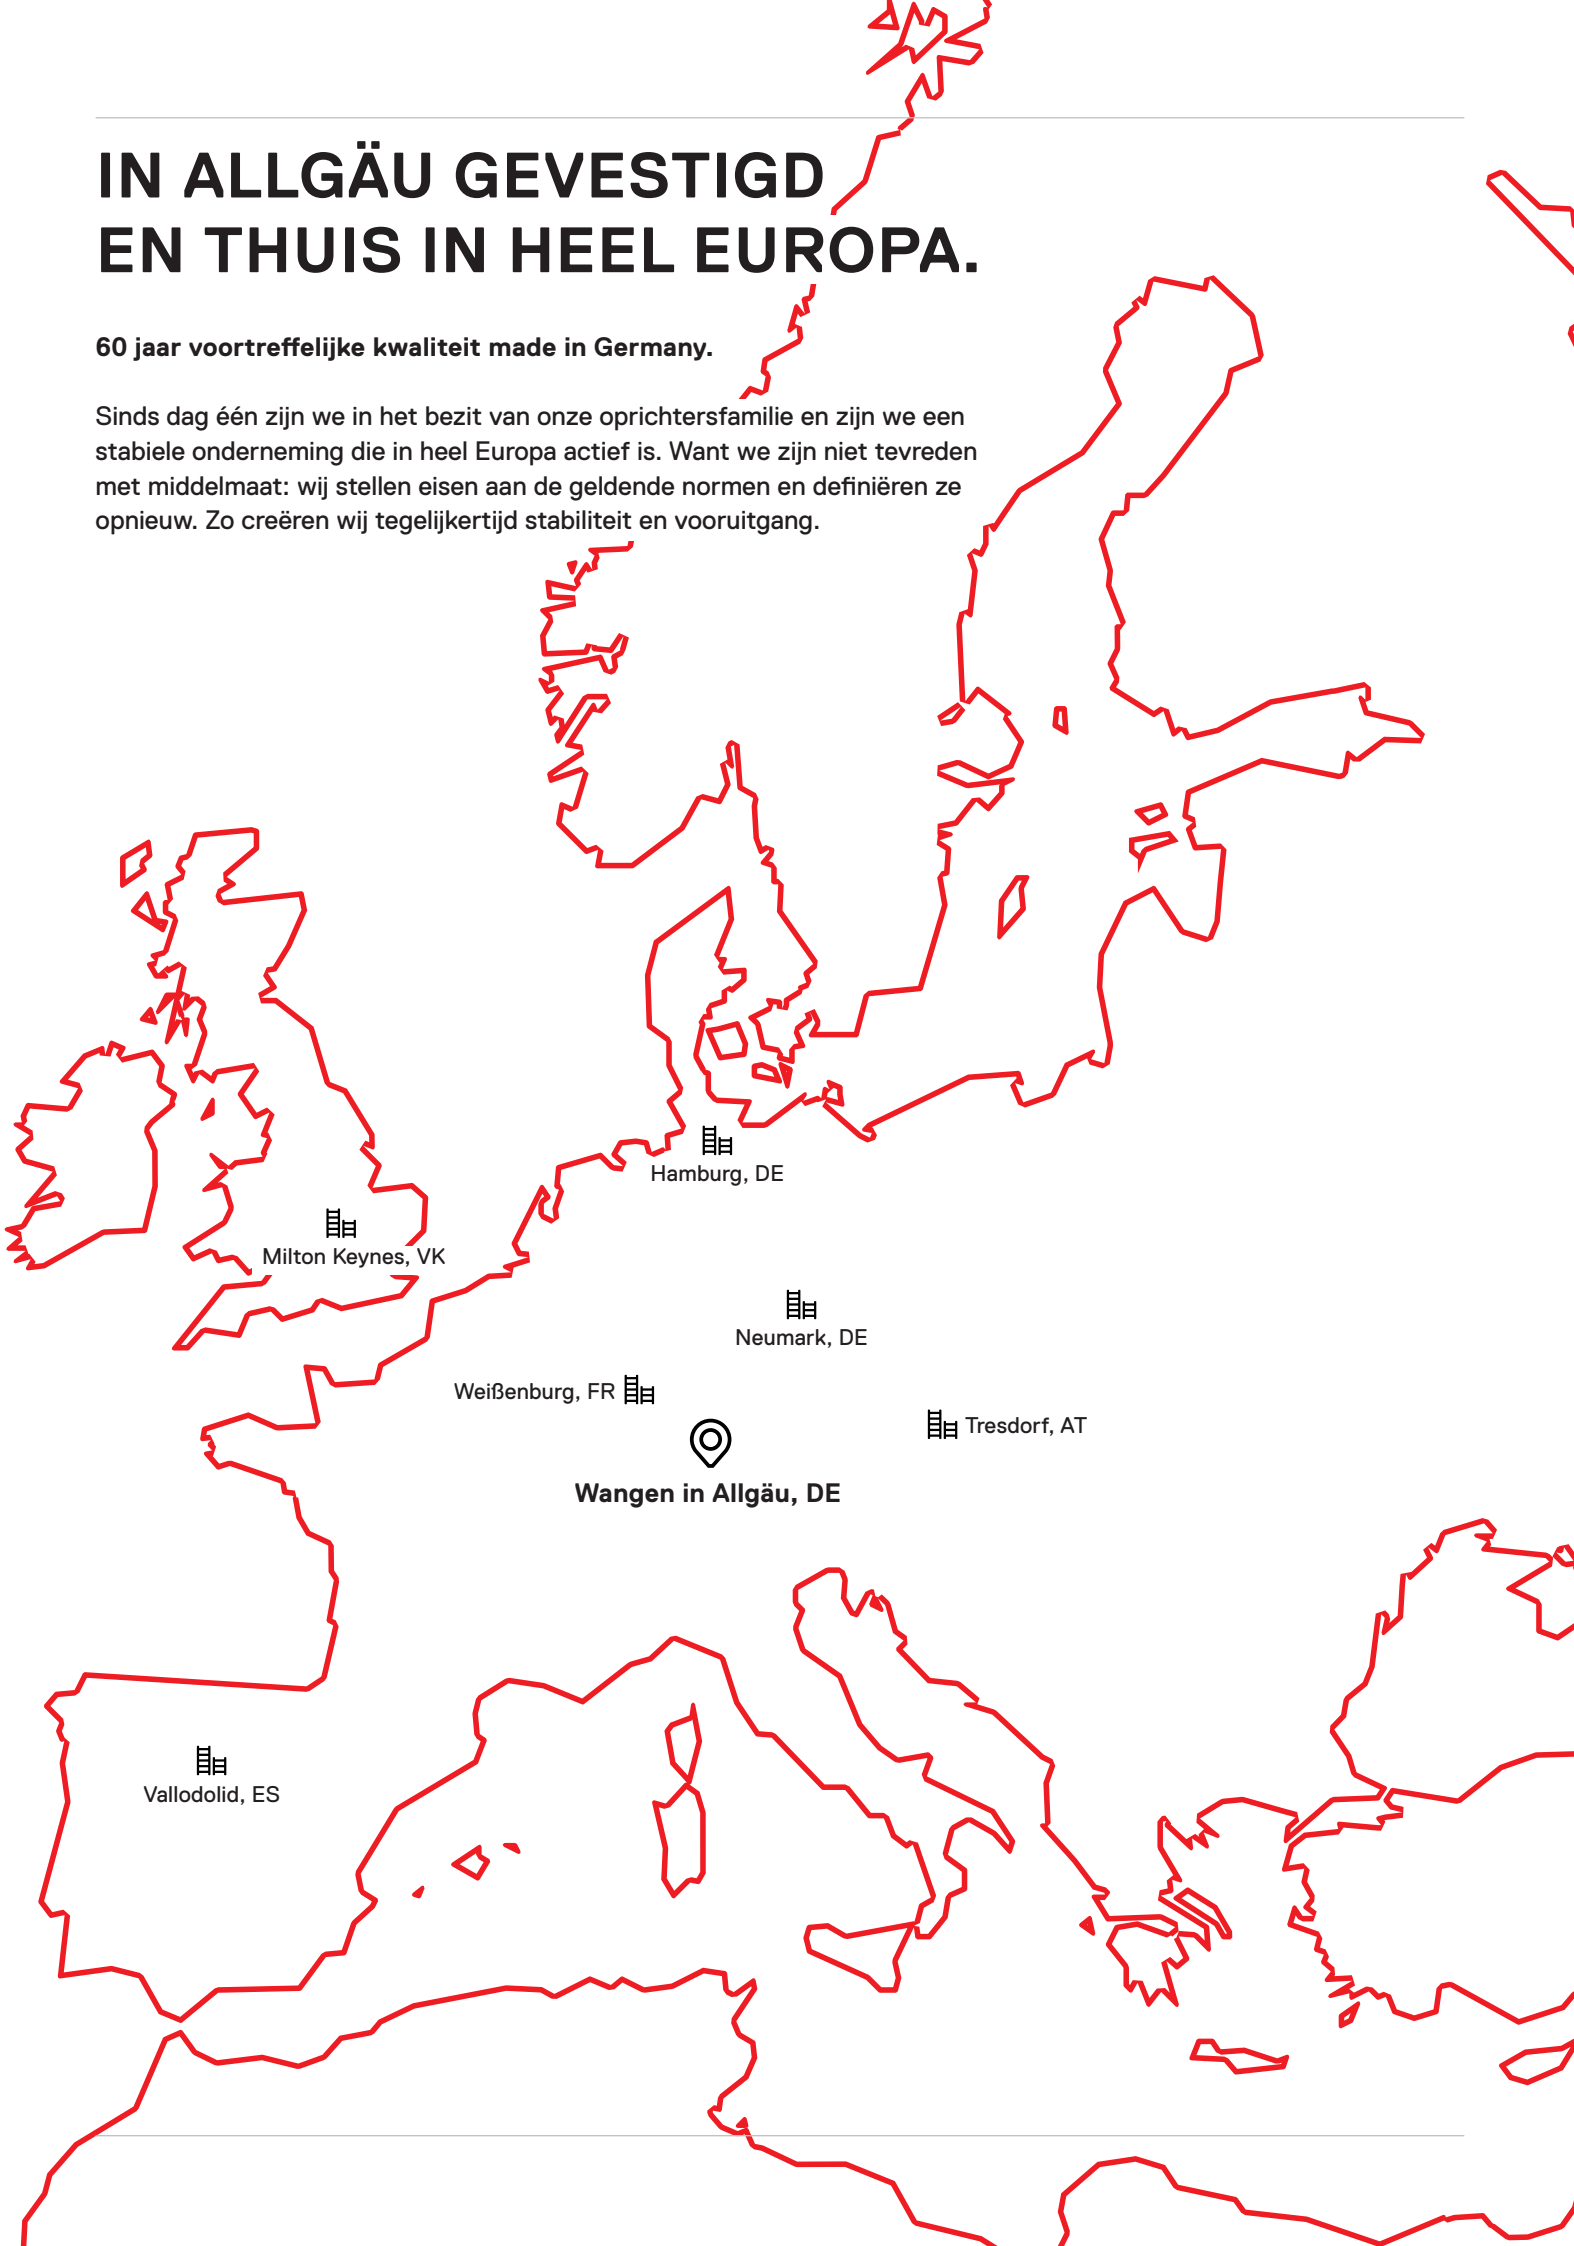 IN ALLGÄU GEVESTIGD
EN THUIS IN HEEL EUROPA.
60 jaar voortreffelijke kwaliteit made in Germany.
Sinds dag één zijn we in het bezit van onze oprichtersfamilie en zijn we een
stabiele onderneming die in heel Europa actief is. Want we zijn niet tevreden
met middelmaat: wij stellen eisen aan de geldende normen en definiëren ze
opnieuw. Zo creëren wij tegelijkertijd stabiliteit en vooruitgang.
Hamburg, DE
Milton Keynes, VK
Neumark, DE
Weißenburg, FR
Tresdorf, AT
Wangen in Allgäu, DE
Vallodolid, ES